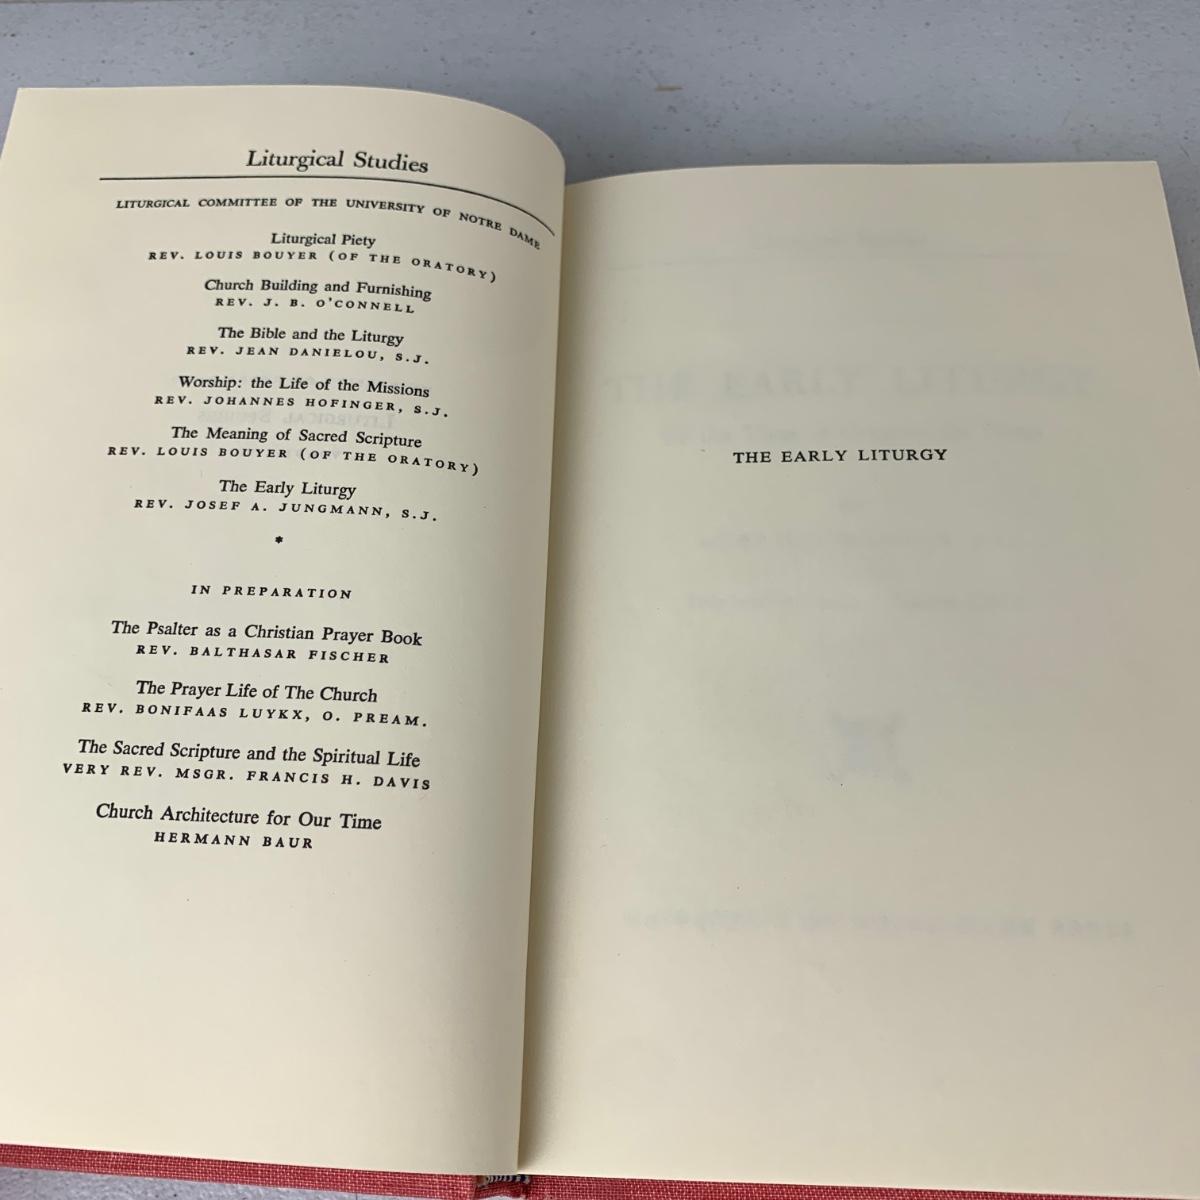 Liturgical Studies
LITURGICAL COMMITTEE OF THE UNIVERSITY OF NOTRE DAME
Liturgical Piety
REV. LOUIS BOUYER (OF THE ORATORY)
Church Building and Furnishing
REV. J. B. O'CONNELL
The Bible and the Liturgy
REV. JEAN DANIELOU, S.J.
Worship: the Life of the Missions
REV. JOHANNES HOFINGER, S.J.
The Meaning of Sacred Scripture
REV. LOUIS BOUYER (OF THE ORATORY)
The Early Liturgy
REV. JOSEF A. JUNGMANN, S.J.
*
IN PREPARATION
The Psalter as a Christian Prayer Book
REV. BALTHASAR FISCHER
The Prayer Life of The Church
REV. BONIFAAS LUYKX, O. PREAM.
The Sacred Scripture and the Spiritual Life
VERY REV. MSGR. FRANCIS H. DAVIS
Church Architecture for Our Time
HERMANN BAUR
THE EARLY LITURGY